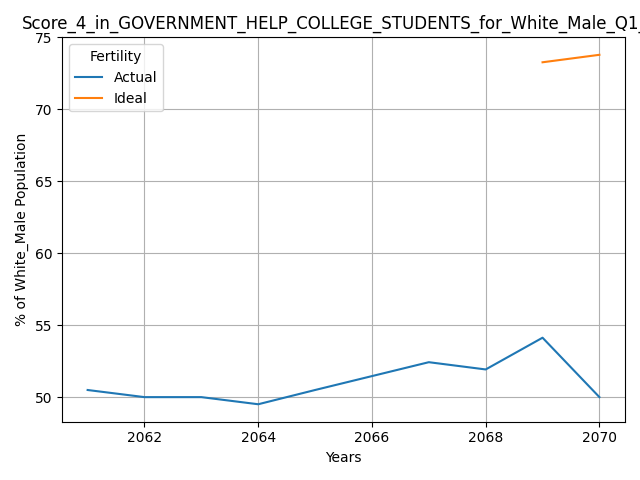 Score_4_in_GOVERNMENT_HELP_COLLEGE_STUDENTS_for_White_Male_Q1_
75
70
65
60
55
50
% of White_Male Population
Fertility
Actual
Ideal
2062
2064
2066
2068
2070
Years